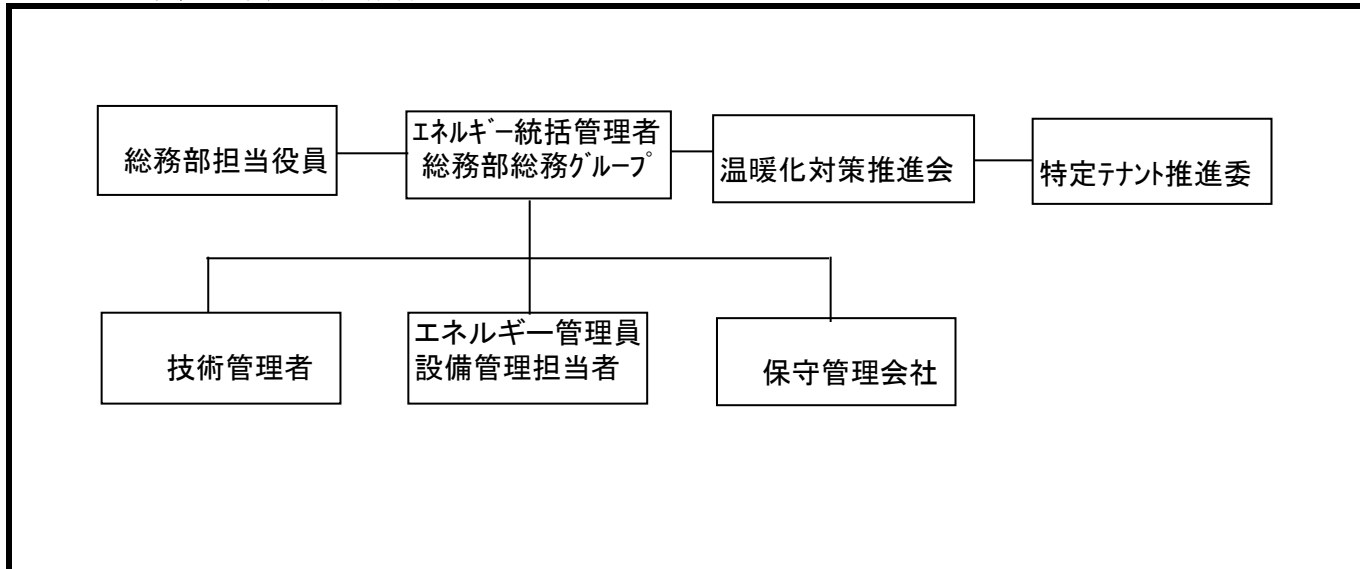 総務部担当役員
エネルギー統括管理者
総務部総務グループ
温暖化対策推進会
特定テナント推進委
技術管理者
エネルギー管理員
設備管理担当者
保守管理会社